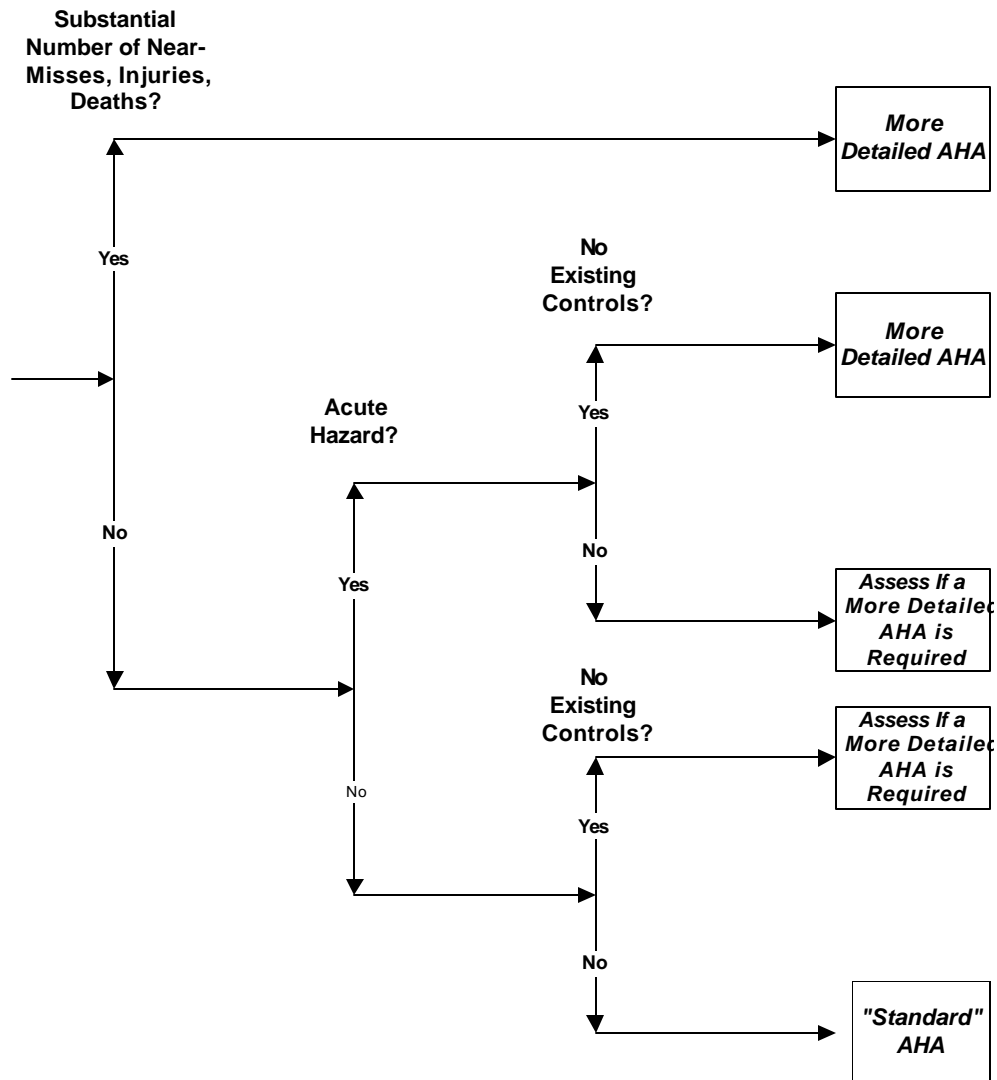 Substantial
Number of Near-
Misses, Injuries,
Deaths?
More
Detailed AHA
Yes
No
Existing
Controls?
More
Detailed AHA
Acute
Hazard?
Yes
No
No
Yes
Assess If a
More Detailed
AHA is
Required
No
Existing
Controls?
Assess If a
More Detailed
AHA is
Required
No
Yes
No
"Standard"
AHA